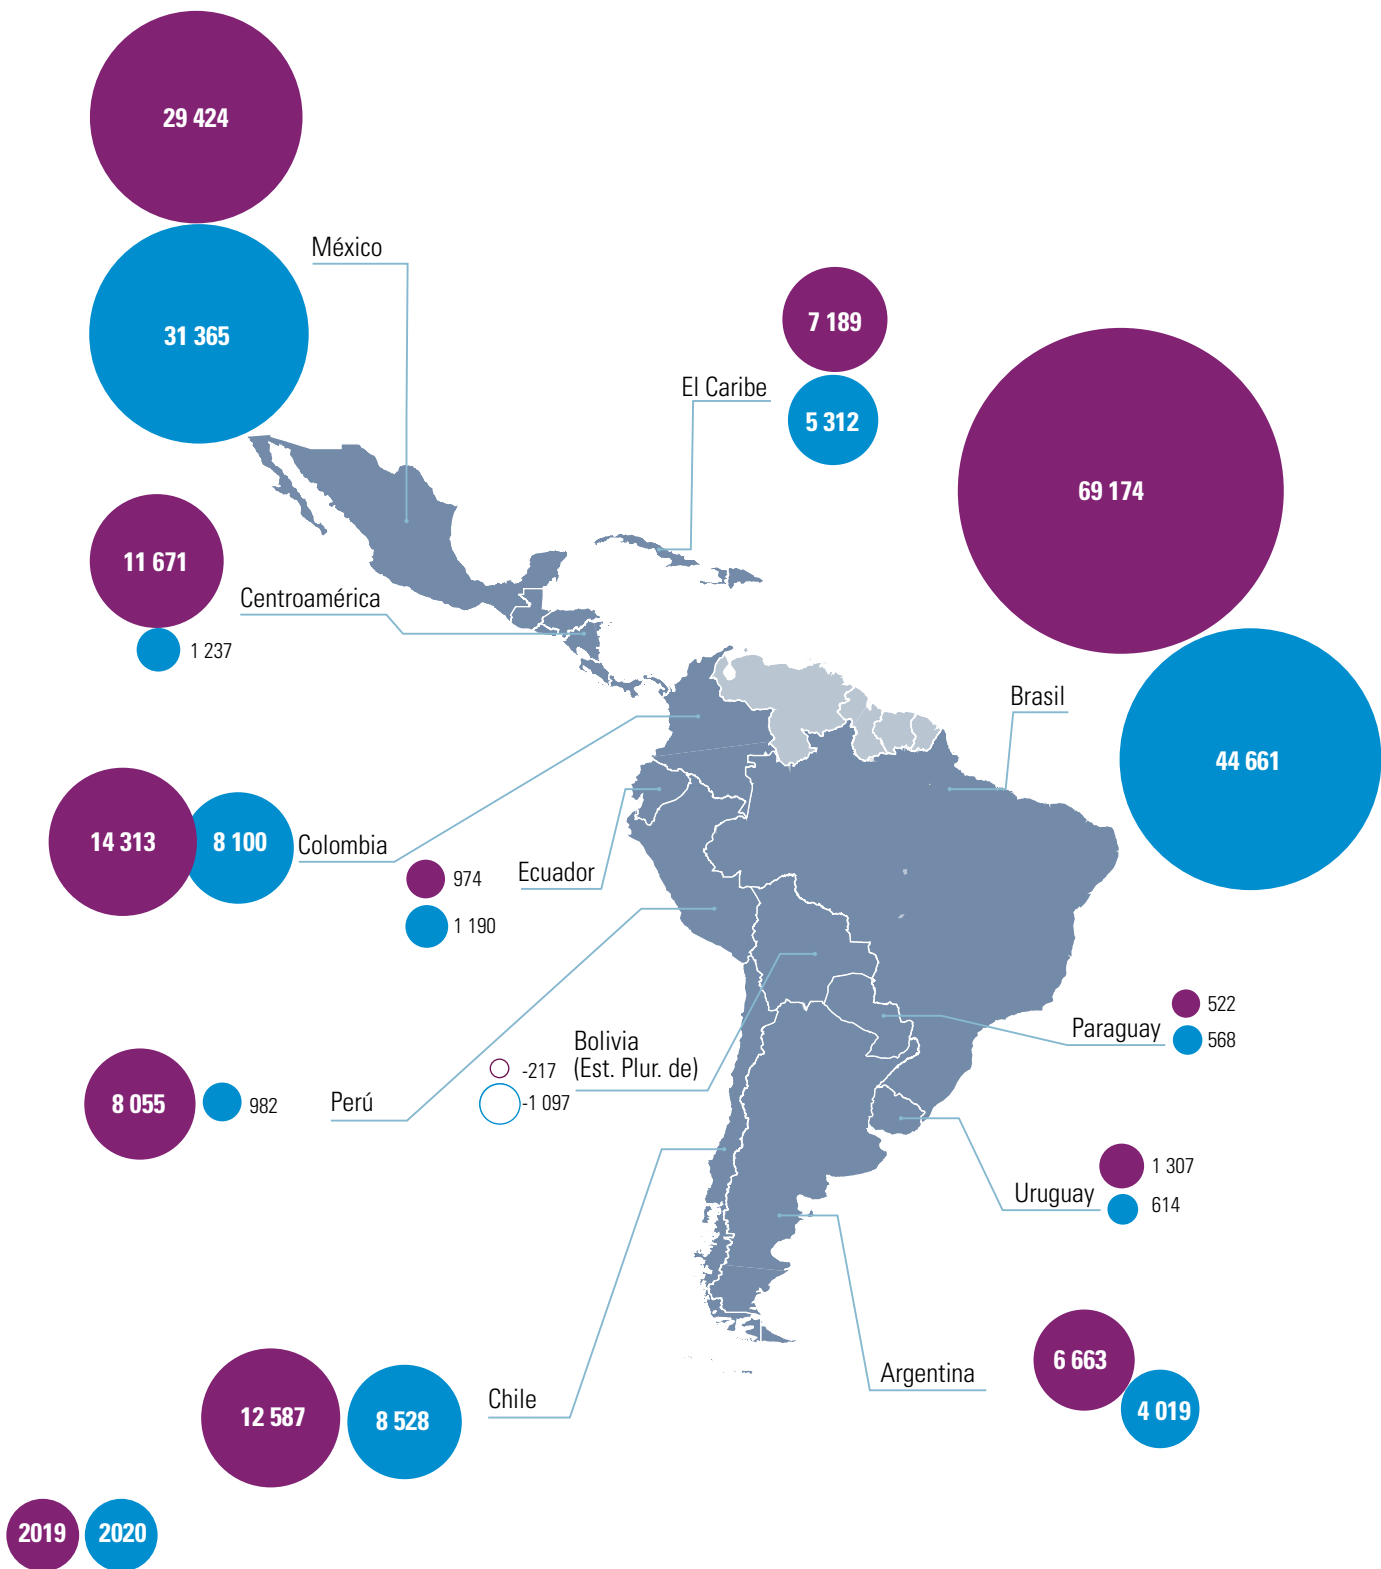 29 424
México
31 365
7 189
El Caribe
5 312
69 174
11 671
Centroamérica
1 237
Brasil
44 661
14 313
8 100
Colombia
974
Ecuador
1 190
522
Paraguay
568
Bolivia
(Est. Plur. de)
-217
-1 097
8 055
982
Perú
1 307
Uruguay
614
6 663
Argentina
4 019
12 587
8 528
Chile
2019
2020